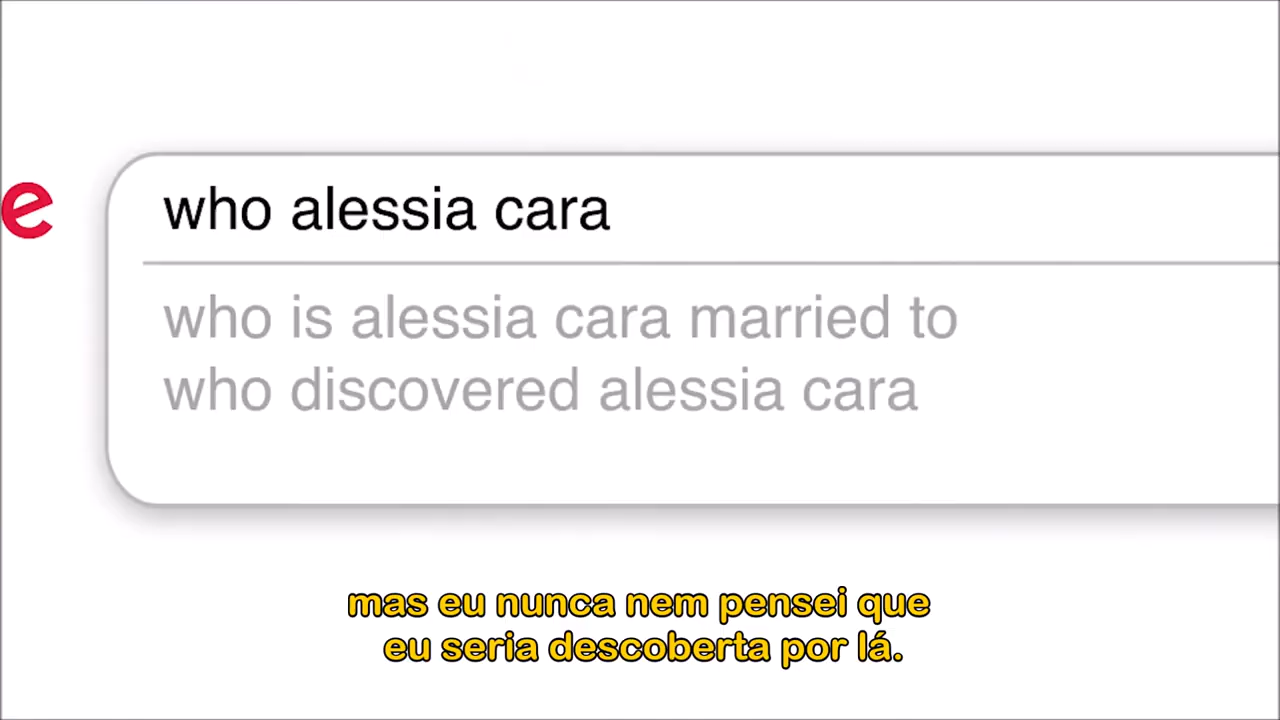 e
who alessia cara
who is alessia cara married to
who discovered alessia cara
mas eu nunca nem pensei que
eu seria descoberta por lá.